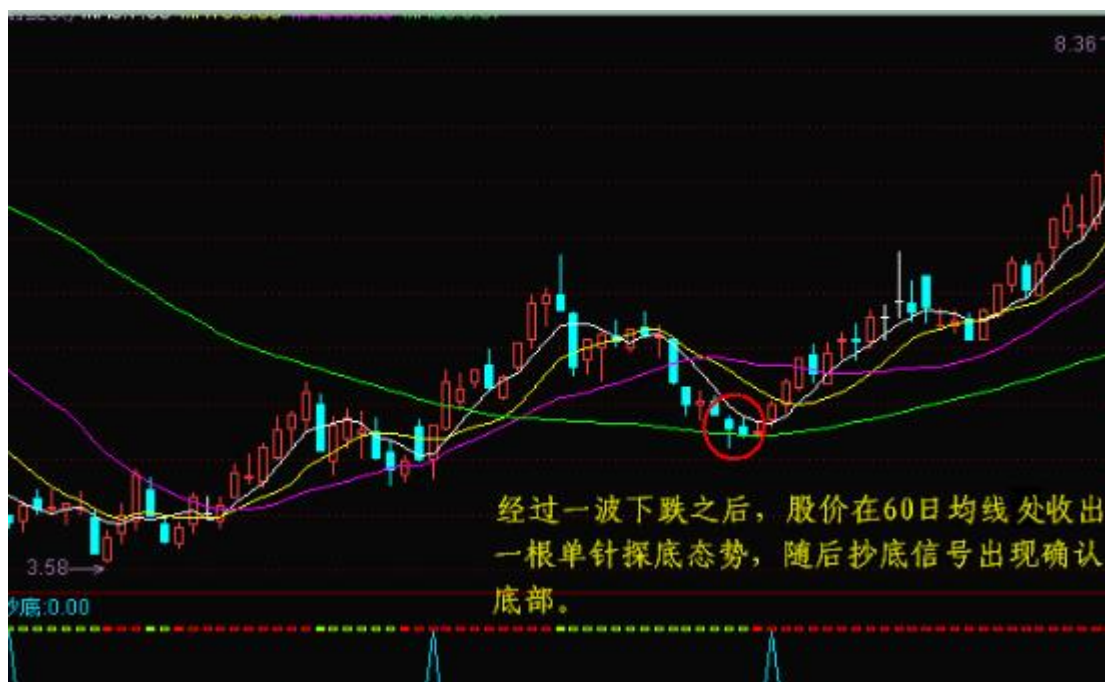 8.36
经过一波下跌之后，股价在60日均线处收出
一根单针探底态势，随后抄底信号出现确认
底部。
3.58
抄底:0.00